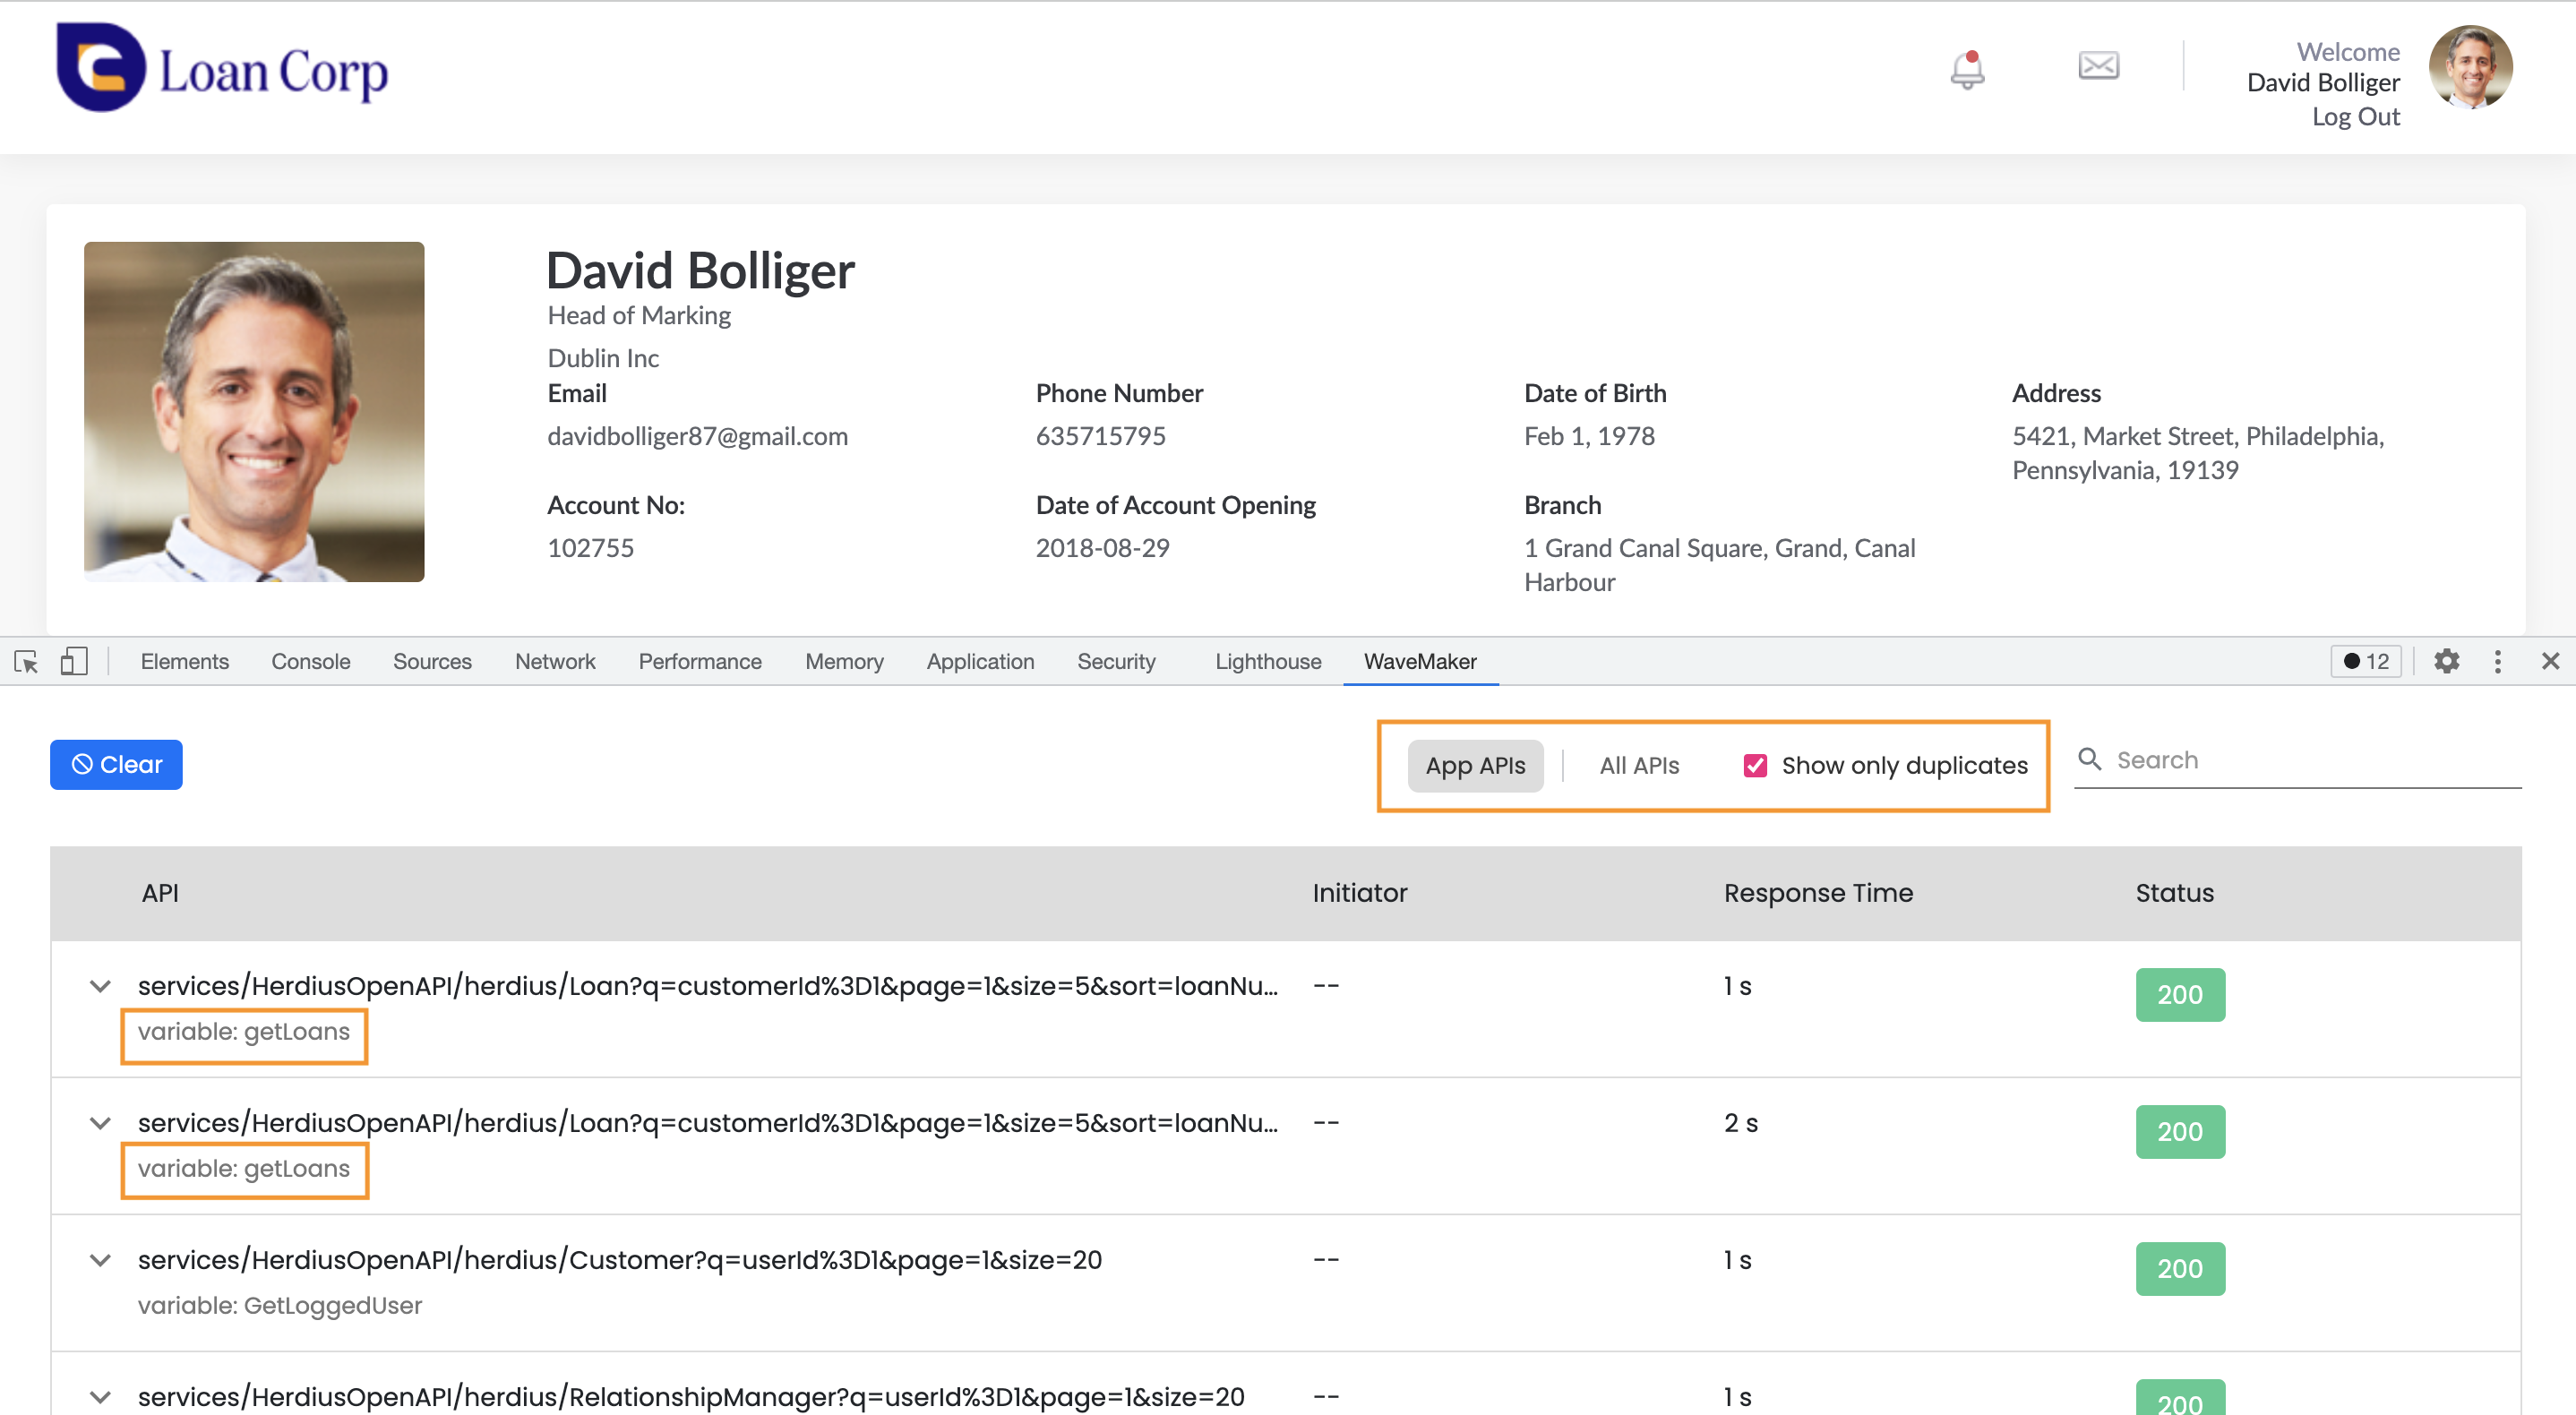 Loan Corp
Welcome
David Bolliger
Log Out
David Bolliger
Head of Marking
Dublin Inc
Email
davidbolliger87@gmail.com
Phone Number
635715795
Date of Birth
Feb 1, 1978
Address
5421, Market Street, Philadelphia,
Pennsylvania, 19139
Account No:
102755
Date of Account Opening
2018-08-29
Branch
1 Grand Canal Square, Grand, Canal
Harbour
Elements Console Sources Network Performance Memory Application Security Lighthouse WaveMaker 12
Clear App APIs All APIs Show only duplicates Search
API Initiator Response Time Status
services/HerdiusOpenAPI/herdius/Loan?q=customerId%3D1&page=1&size=5&sort=loanNu... -- 1 s 200
variable: getLoans
services/HerdiusOpenAPI/herdius/Loan?q=customerId%3D1&page=1&size=5&sort=loanNu... -- 2 s 200
variable: getLoans
services/HerdiusOpenAPI/herdius/Customer?q=userId%3D1&page=1&size=20 -- 1 s 200
variable: GetLoggedUser
services/HerdiusOpenAPI/herdius/RelationshipManager?q=userId%3D1&page=1&size=20 -- 1 s 200